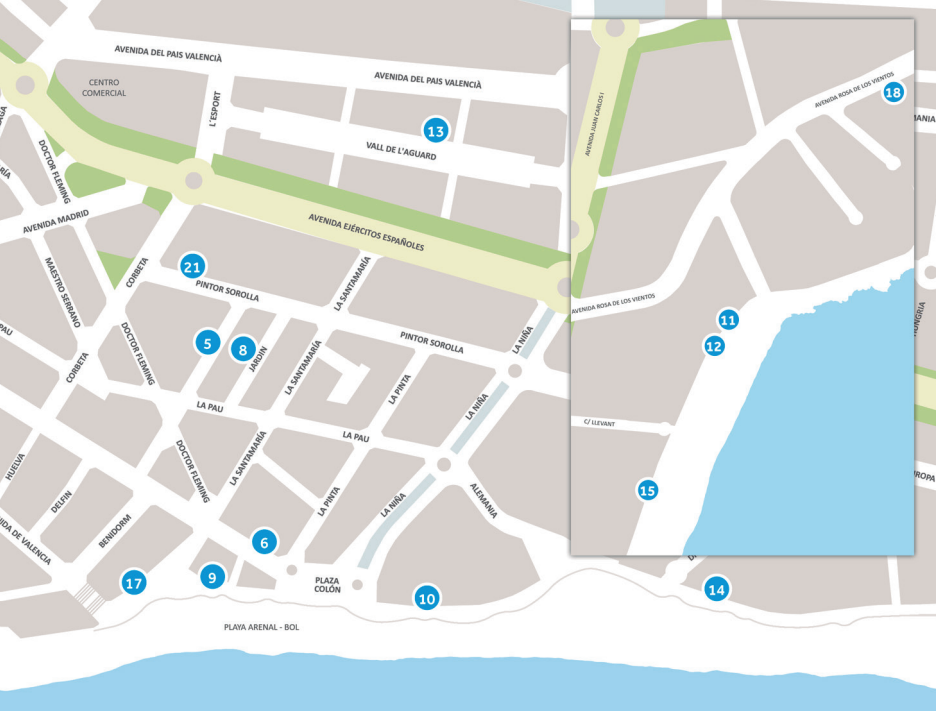 AVENIDA DEL PAIS VALENCIÀ
AVENIDA DEL PAIS VALENCIÀ
CENTRO
COMERCIAL
L'ESPORT
13
VALL DE L'AGUARD
DOCTOR FLEMING
AVENIDA MADRID
AVENIDA EJÉRCITOS ESPAÑOLES
MAESTRO SERRANO
CORBETA
21
PINTOR SOROLLA
LA SANTAMARÍA
5
8
JARDIN
LA SANTAMARÍA
PINTOR SOROLLA
LA NIÑA
CORBETA
DOCTOR FLEMING
LA PINTA
LA PAU
LA NIÑA
LA PAU
HUELVA
DELFIN
BENIDORM
DOCTOR FLEMING
LA SANTAMARÍA
LA PINTA
LA NIÑA
ALEMANIA
6
17
9
PLAZA
COLÓN
10
14
PLAYA ARENAL - BOL
AVENIDA JUAN CARLOS I
AVENIDA ROSA DE LOS VIENTOS
18
AVENIDA ROSA DE LOS VIENTOS
11
12
C/ LLEVANT
15